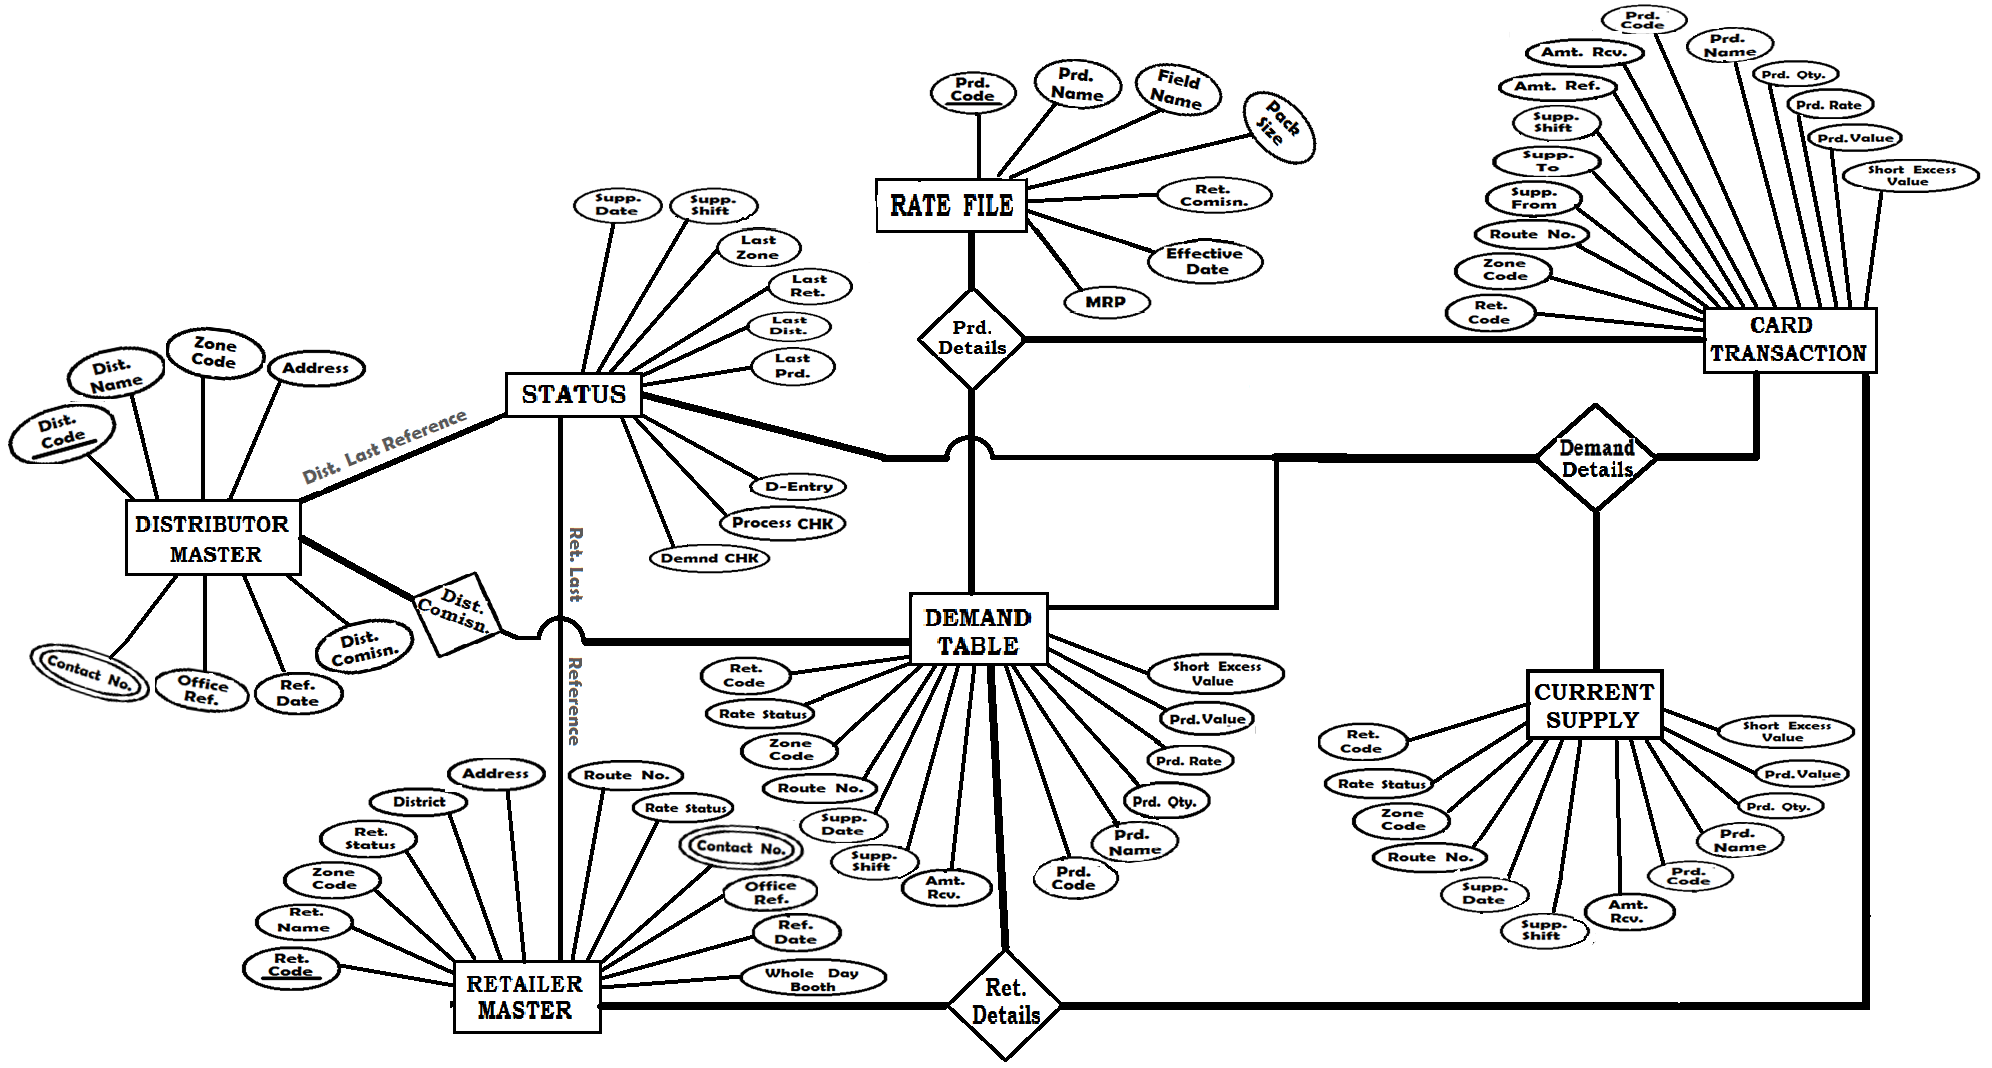 Prd.
Code
Prd.
Name
Field
Name
Pack
Size
Ret.
Comisn.
Effective
Date
MRP
RATE FILE
Prd.
Details
Prd.
Code
Prd.
Name
Amt. Rcv.
Prd. Qty.
Amt. Ref.
Prd. Rate
Supp.
Shift
Prd. Value
Supp.
To
Short Excess
Value
Supp.
From
Route No.
Zone
Code
Ret.
Code
CARD
TRANSACTION
Supp.
Date
Supp.
Shift
Last
Zone
Last
Ret.
Last
Dist.
Last
Prd.
STATUS
D-Entry
Process CHK
Demnd CHK
Dist.
Code
Dist.
Name
Zone
Code
Address
DISTRIBUTOR
MASTER
Contact No.
Office
Ref.
Ref.
Date
Dist.
Comisn.
Dist. Last Reference
Dist.
Comisn.
Ret. Last
Reference
Demand
Details
DEMAND
TABLE
Ret.
Code
Rate Status
Zone
Code
Route No.
Supp.
Date
Supp.
Shift
Amt.
Rcv.
Prd.
Code
Prd.
Name
Prd. Qty.
Prd. Rate
Prd. Value
Short Excess
Value
CURRENT
SUPPLY
Ret.
Code
Rate Status
Zone
Code
Route No.
Supp.
Date
Supp.
Shift
Amt.
Rcv.
Prd.
Code
Prd.
Name
Prd. Qty.
Prd. Value
Short Excess
Value
Ret.
Code
Ret.
Name
Zone
Code
Ret.
Status
District
Address
Route No.
Rate Status
Contact No.
Office
Ref.
Ref.
Date
Whole Day
Booth
RETAILER
MASTER
Ret.
Details